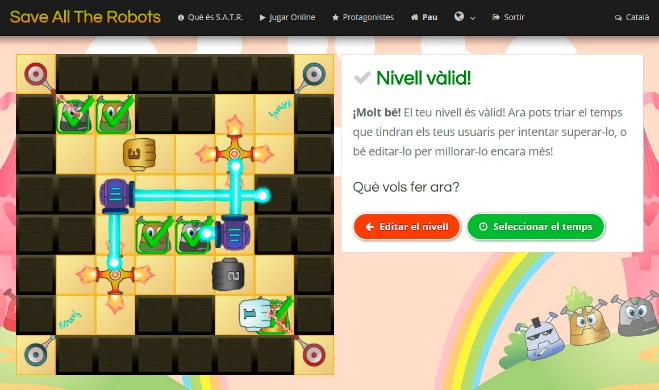 Save All The Robots
Què és S.A.T.R.
Jugar Online
Protagonistes
Pau
Sortir
Català
Nivell vàlid!
¡Molt bé! El teu nivell és vàlid! Ara pots triar el temps
que tindran els teus usuaris per intentar superar-lo, o
bé editar-lo per millorar-lo encara més!
Què vols fer ara?
Editar el nivell
Seleccionar el temps
3
III
III
2
I